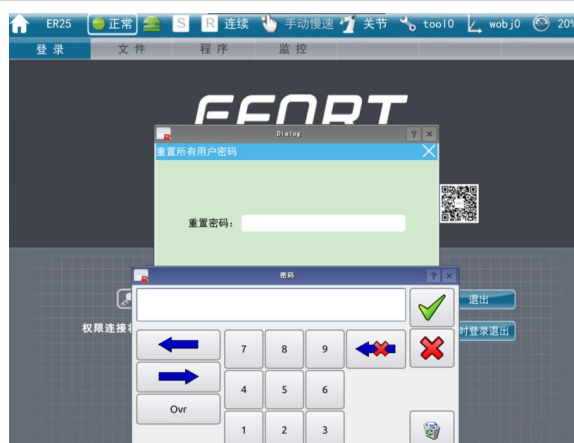 ER25 正常 S R 连续 手动慢速 关节 tool0 wobj0 20%
登录 文件 程序 监控
Dialog ? ×
重置所有用户密码
重置密码：
密码 ? ×
退出
权限连接
时登录退出
7 8 9
4 5 6
Ovr
1 2 3